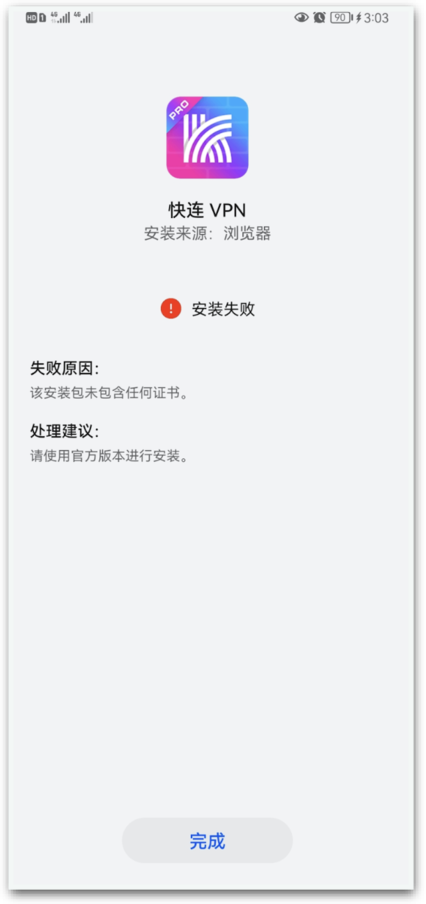 HD 1 4G 4G 90 3:03
PRO
快连 VPN
安装来源：浏览器
! 安装失败
失败原因：
该安装包未包含任何证书。
处理建议：
请使用官方版本进行安装。
完成